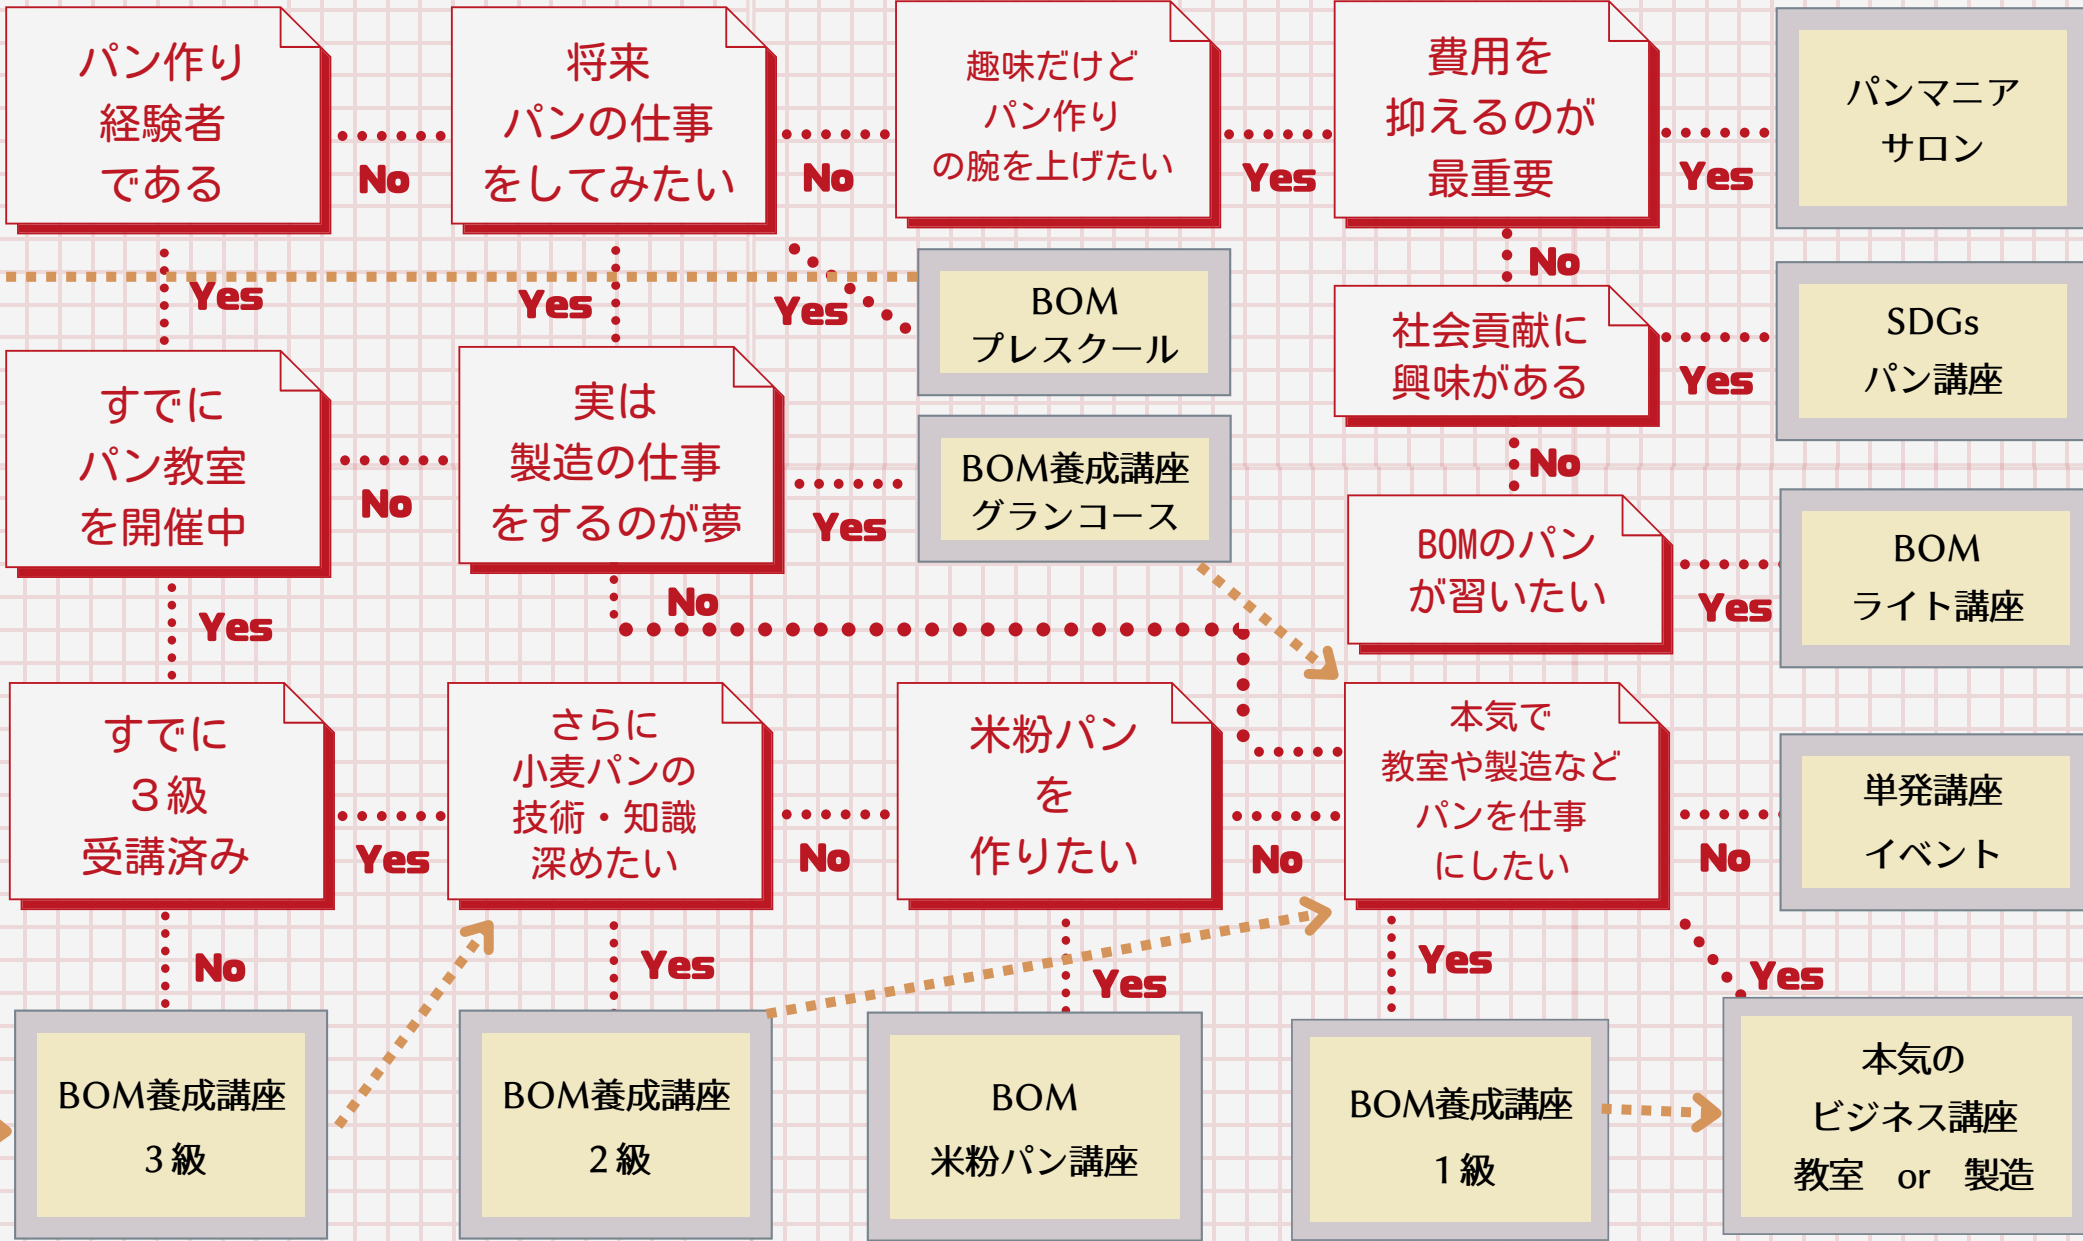 パン作り
経験者
である
No
将来
パンの仕事
をしてみたい
No
趣味だけど
パン作り
の腕を上げたい
Yes
費用を
抑えるのが
最重要
Yes
パンマニア
サロン
Yes
Yes
Yes
BOM
プレスクール
No
社会貢献に
興味がある
Yes
SDGs
パン講座
すでに
パン教室
を開催中
No
実は
製造の仕事
をするのが夢
Yes
BOM養成講座
グランコース
No
BOMのパン
が習いたい
Yes
BOM
ライト講座
Yes
No
すでに
３級
受講済み
Yes
さらに
小麦パンの
技術・知識
深めたい
No
米粉パン
を
作りたい
No
本気で
教室や製造など
パンを仕事
にしたい
No
単発講座
イベント
No
Yes
Yes
Yes
Yes
BOM養成講座
３級
BOM養成講座
２級
BOM
米粉パン講座
BOM養成講座
１級
本気の
ビジネス講座
教室　or　製造